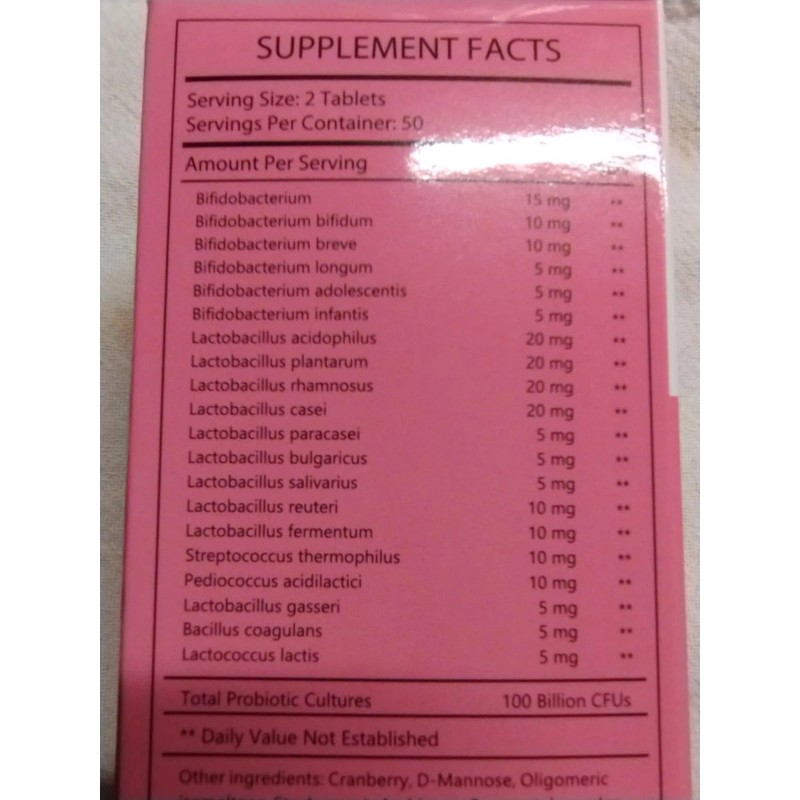 SUPPLEMENT FACTS
Serving Size: 2 Tablets
Servings Per Container: 50
Amount Per Serving
Bifidobacterium 15 mg **
Bifidobacterium bifidum 10 mg **
Bifidobacterium breve 10 mg **
Bifidobacterium longum 5 mg **
Bifidobacterium adolescentis 5 mg **
Bifidobacterium infantis 5 mg **
Lactobacillus acidophilus 20 mg **
Lactobacillus plantarum 20 mg **
Lactobacillus rhamnosus 20 mg **
Lactobacillus casei 20 mg **
Lactobacillus paracasei 5 mg **
Lactobacillus bulgaricus 5 mg **
Lactobacillus salivarius 5 mg **
Lactobacillus reuteri 10 mg **
Lactobacillus fermentum 10 mg **
Streptococcus thermophilus 10 mg **
Pediococcus acidilactici 10 mg **
Lactobacillus gasseri 5 mg **
Bacillus coagulans 5 mg **
Lactococcus lactis 5 mg **
Total Probiotic Cultures 100 Billion CFUs
** Daily Value Not Established
Other ingredients: Cranberry, D-Mannose, Oligomeric